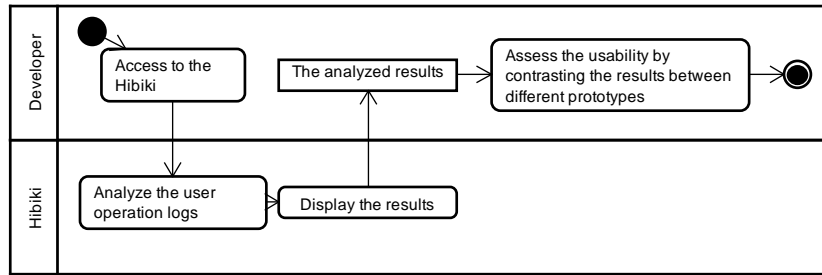 Developer
Access to the
Hibiki
The analyzed results
Assess the usability by
contrasting the results between
different prototypes
Hibiki
Analyze the user
operation logs
Display the results